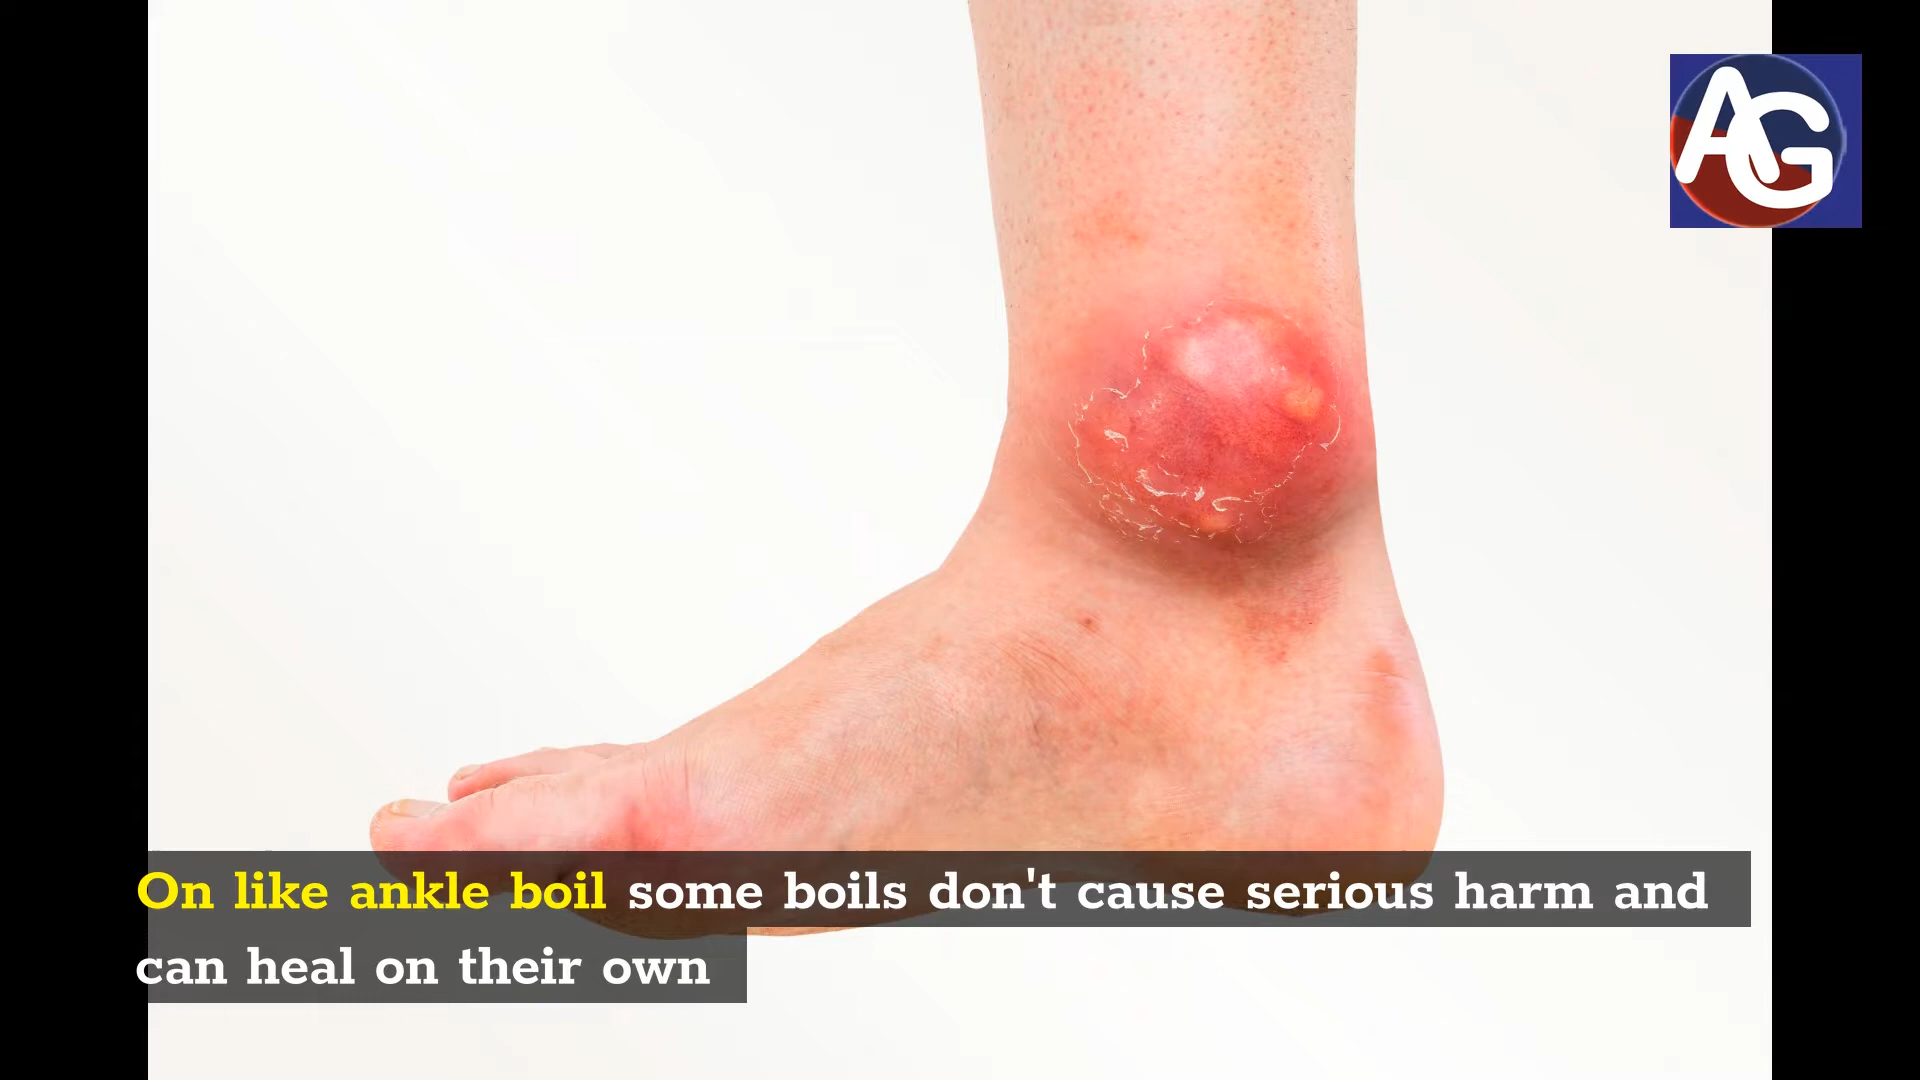 AG
On like ankle boil some boils don't cause serious harm and
can heal on their own